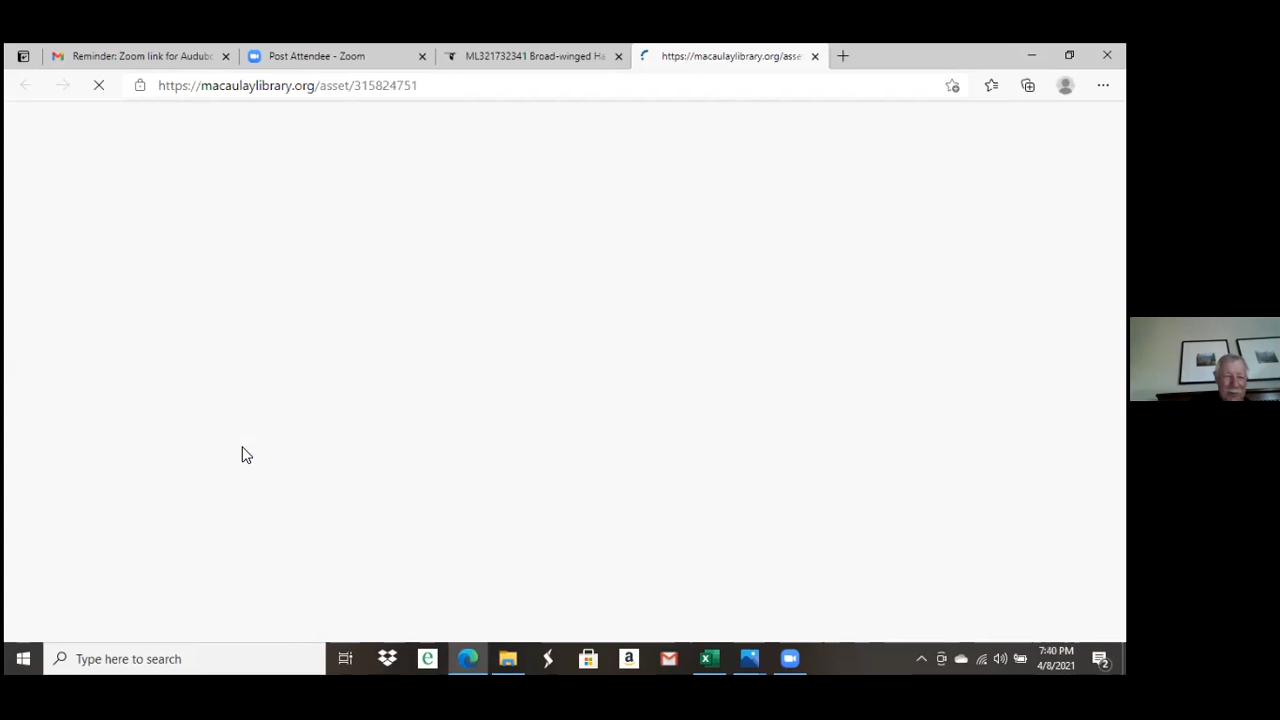 Reminder: Zoom link for Audub
Post Attendee - Zoom
ML321732341 Broad-winged Ha
https://macaulaylibrary.org/asse
https://macaulaylibrary.org/asset/315824751
Type here to search
7:40 PM
4/8/2021
2